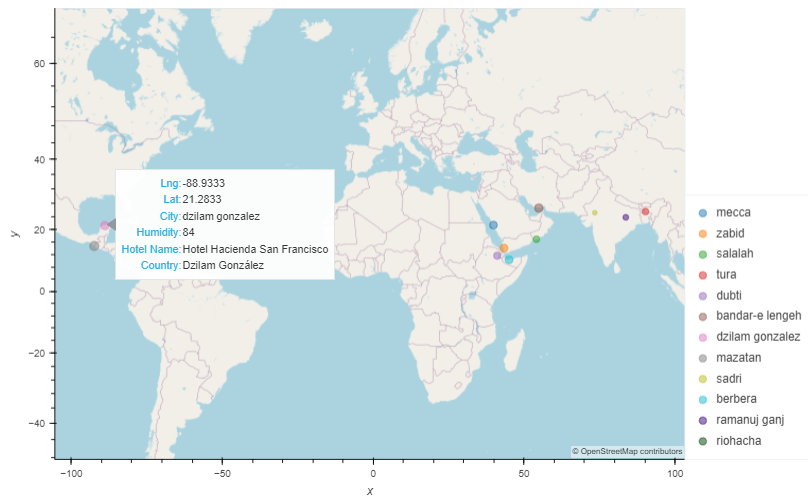 60
40
20
0
−20
−40
y
−100
−50
0
50
100
x
Lng: -88.9333
Lat: 21.2833
City: dzilam gonzalez
Humidity: 84
Hotel Name: Hotel Hacienda San Francisco
Country: Dzilam González
© OpenStreetMap contributors
mecca
zabid
salalah
tura
dubti
bandar-e lengeh
dzilam gonzalez
mazatan
sadri
berbera
ramanuj ganj
riohacha